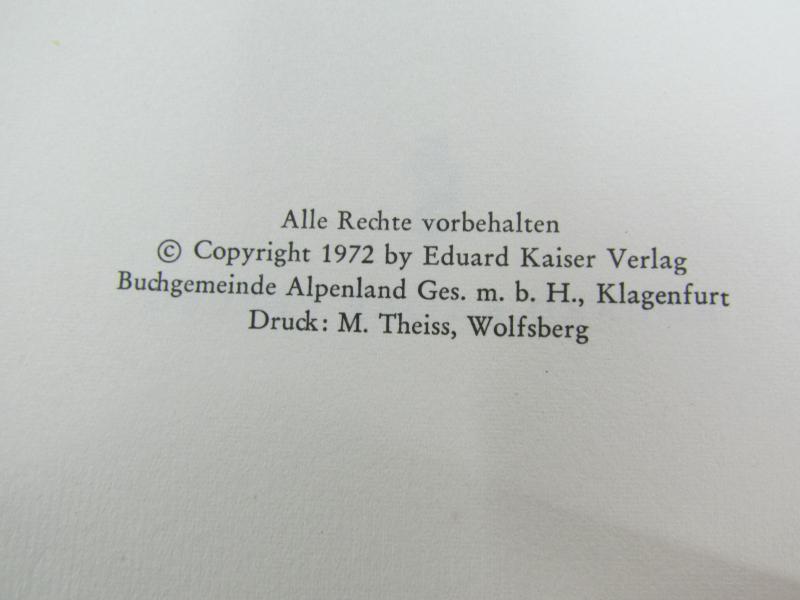 Alle Rechte vorbehalten
© Copyright 1972 by Eduard Kaiser Verlag
Buchgemeinde Alpenland Ges. m. b. H., Klagenfurt
Druck: M. Theiss, Wolfsberg